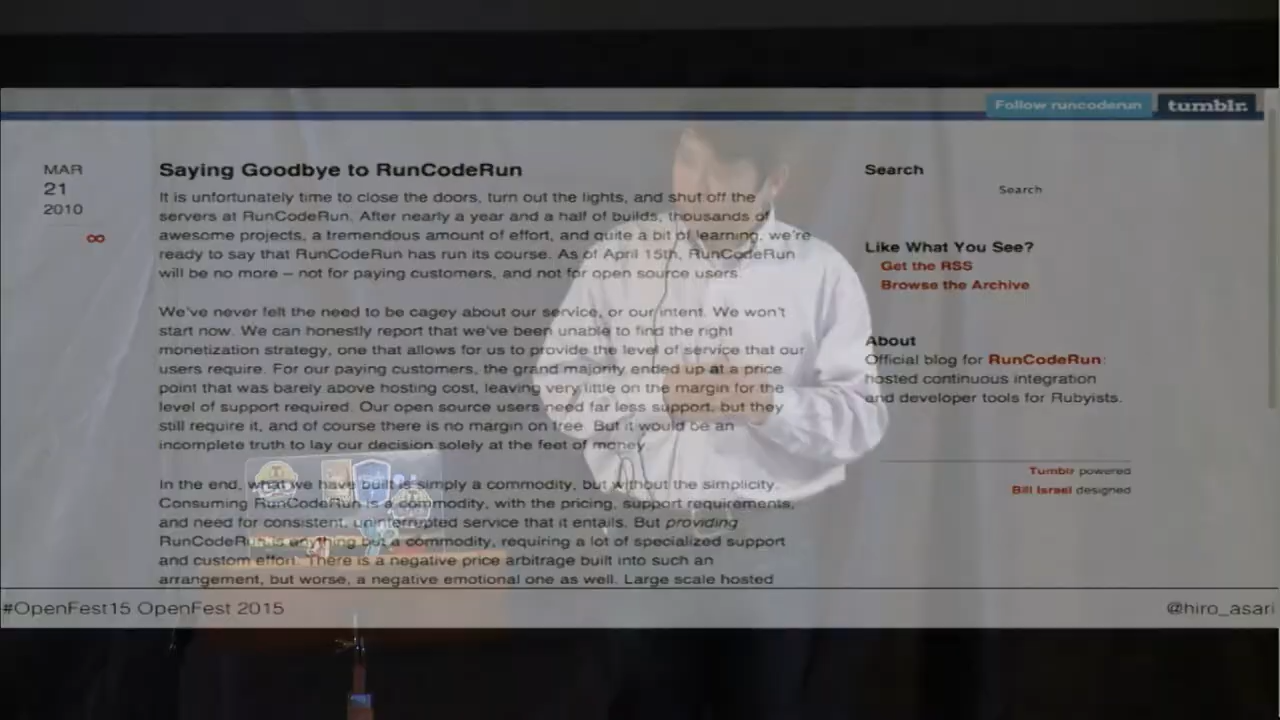 Follow runcoderun
tumblr.
MAR
21
2010
∞
Saying Goodbye to RunCodeRun
It is unfortunately time to close the doors, turn out the lights, and shut off the
servers at RunCodeRun. After nearly a year and a half of builds, thousands of
awesome projects, a tremendous amount of effort, and quite a bit of learning, we're
ready to say that RunCodeRun has run its course. As of April 15th, RunCodeRun
will be no more – not for paying customers, and not for open source users.
We've never felt the need to be cagey about our service, or our intent. We won't
start now. We can honestly report that we've been unable to find the right
monetization strategy, one that allows for us to provide the level of service that our
users require. For our paying customers, the grand majority ended up at a price
point that was barely above hosting cost, leaving very little on the margin for the
level of support required. Our open source users need far less support, but they
still require it, and of course there is no margin on free. But it would be an
incomplete truth to lay our decision solely at the feet of money.
In the end, what we have built is simply a commodity, but without the simplicity.
Consuming RunCodeRun is a commodity, with the pricing, support requirements,
and need for consistent, uninterrupted service that it entails. But providing
RunCodeRun is anything but a commodity, requiring a lot of specialized support
and custom effort. There is a negative price arbitrage built into such an
arrangement, but worse, a negative emotional one as well. Large scale hosted
Search
Search
Like What You See?
Get the RSS
Browse the Archive
About
Official blog for RunCodeRun:
hosted continuous integration
and developer tools for Rubyists.
Tumblr powered
Bill Israel designed
#OpenFest15 OpenFest 2015
@hiro_asari